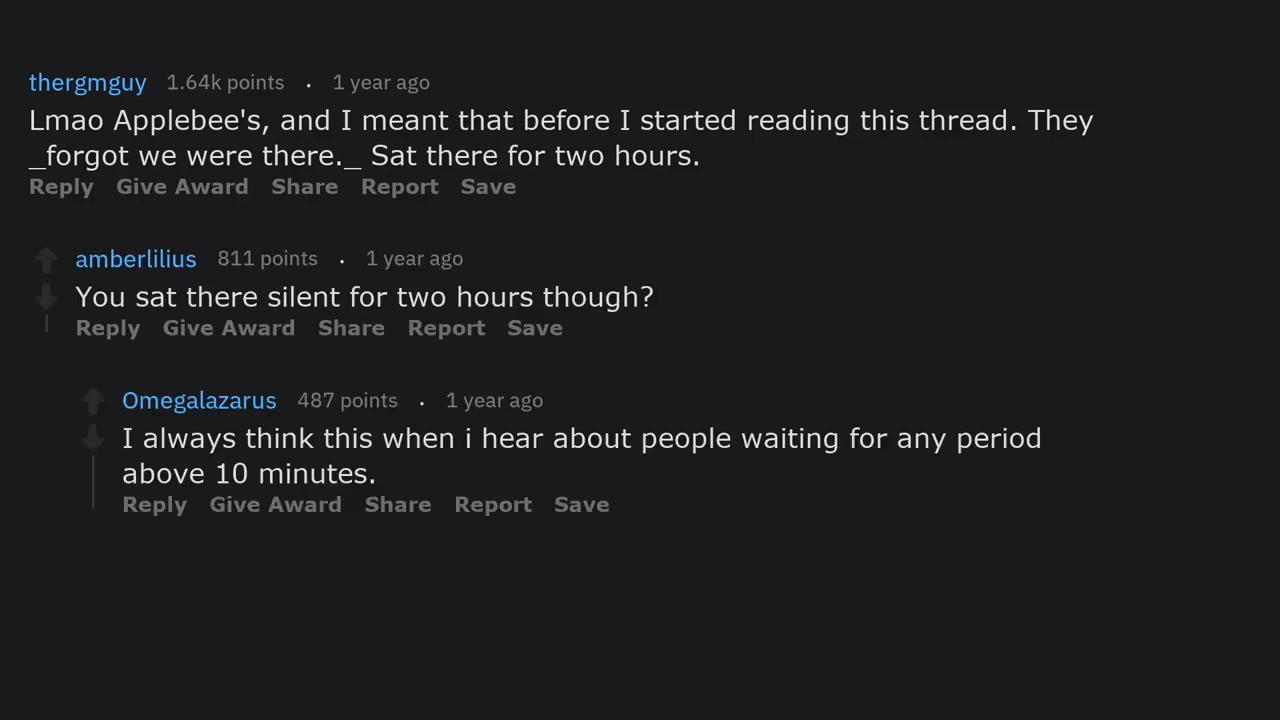 thergmguy 1.64k points . 1 year ago
Lmao Applebee's, and I meant that before I started reading this thread. They
_forgot we were there._ Sat there for two hours.
Reply Give Award Share Report Save
amberlilius 811 points . 1 year ago
You sat there silent for two hours though?
Reply Give Award Share Report Save
Omegalazarus 487 points . 1 year ago
I always think this when i hear about people waiting for any period
above 10 minutes.
Reply Give Award Share Report Save